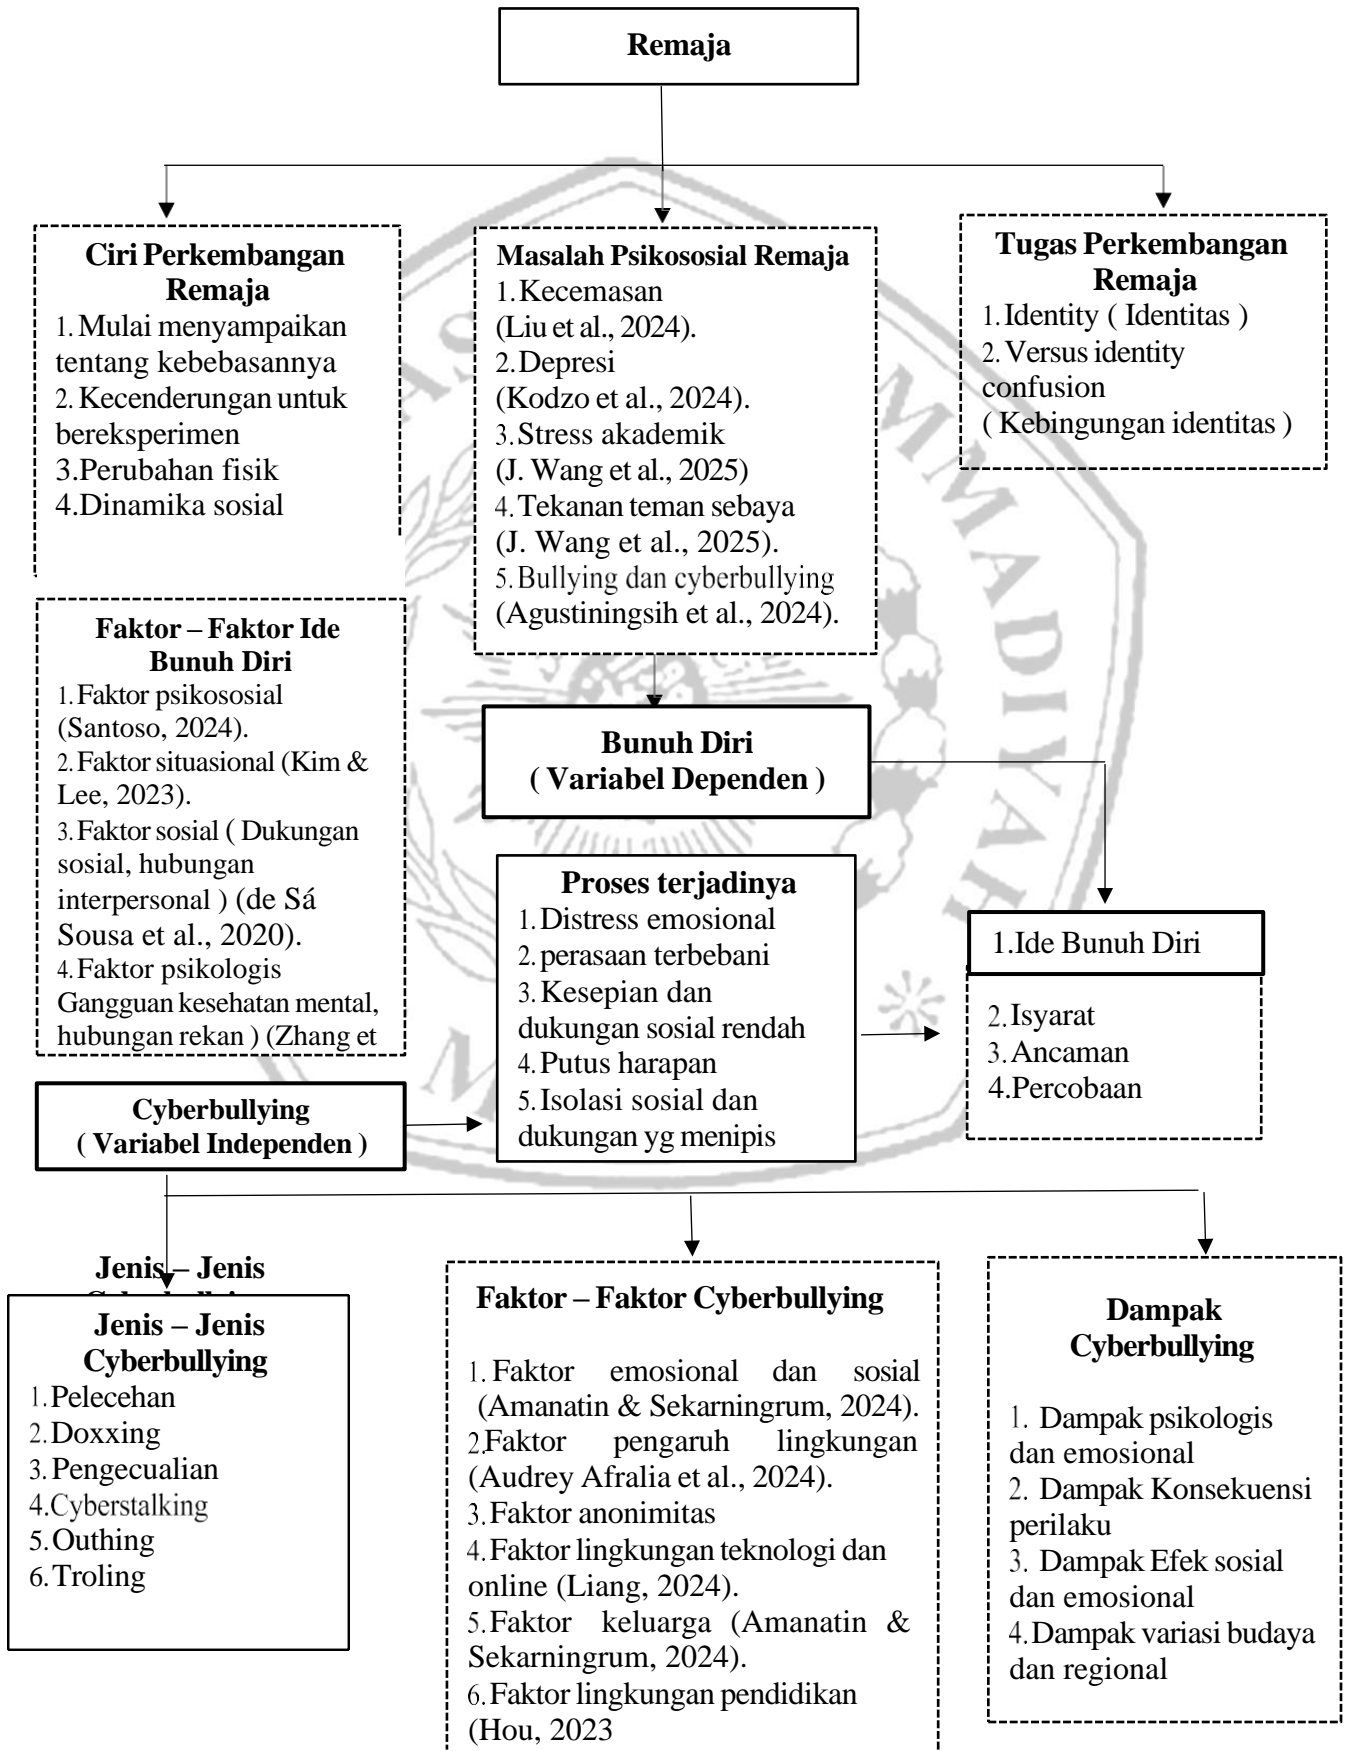 Remaja
Ciri Perkembangan
Remaja
1. Mulai menyampaikan
tentang kebebasannya
2. Kecenderungan untuk
bereksperimen
3.Perubahan fisik
4.Dinamika sosial
Masalah Psikososial Remaja
1.Kecemasan
(Liu et al., 2024).
2.Depresi
(Kodzo et al., 2024).
3.Stress akademik
(J. Wang et al., 2025)
4.Tekanan teman sebaya
(J. Wang et al., 2025).
5.Bullying dan cyberbullying
(Agustiningsih et al., 2024).
Tugas Perkembangan
Remaja
1.Identity ( Identitas )
2. Versus identity
confusion
( Kebingungan identitas )
Faktor – Faktor Ide
Bunuh Diri
1.Faktor psikososial
(Santoso, 2024).
2.Faktor situasional (Kim &
Lee, 2023).
3.Faktor sosial ( Dukungan
sosial, hubungan
interpersonal ) (de Sá
Sousa et al., 2020).
4.Faktor psikologis
Gangguan kesehatan mental,
hubungan rekan ) (Zhang et
Bunuh Diri
( Variabel Dependen )
Proses terjadinya
1.Distress emosional
2.perasaan terbebani
3.Kesepian dan
dukungan sosial rendah
4.Putus harapan
5.Isolasi sosial dan
dukungan yg menipis
1.Ide Bunuh Diri
2.Isyarat
3.Ancaman
4.Percobaan
Cyberbullying
( Variabel Independen )
Jenis – Jenis
Jenis – Jenis
Cyberbullying
1.Pelecehan
2.Doxxing
3.Pengecualian
4.Cyberstalking
5.Outhing
6.Troling
Faktor – Faktor Cyberbullying
1. Faktor emosional dan sosial
(Amanatin & Sekarningrum, 2024).
2.Faktor pengaruh lingkungan
(Audrey Afralia et al., 2024).
3.Faktor anonimitas
4.Faktor lingkungan teknologi dan
online (Liang, 2024).
5.Faktor keluarga (Amanatin &
Sekarningrum, 2024).
6.Faktor lingkungan pendidikan
(Hou, 2023
Dampak
Cyberbullying
1. Dampak psikologis
dan emosional
2. Dampak Konsekuensi
perilaku
3. Dampak Efek sosial
dan emosional
4.Dampak variasi budaya
dan regional